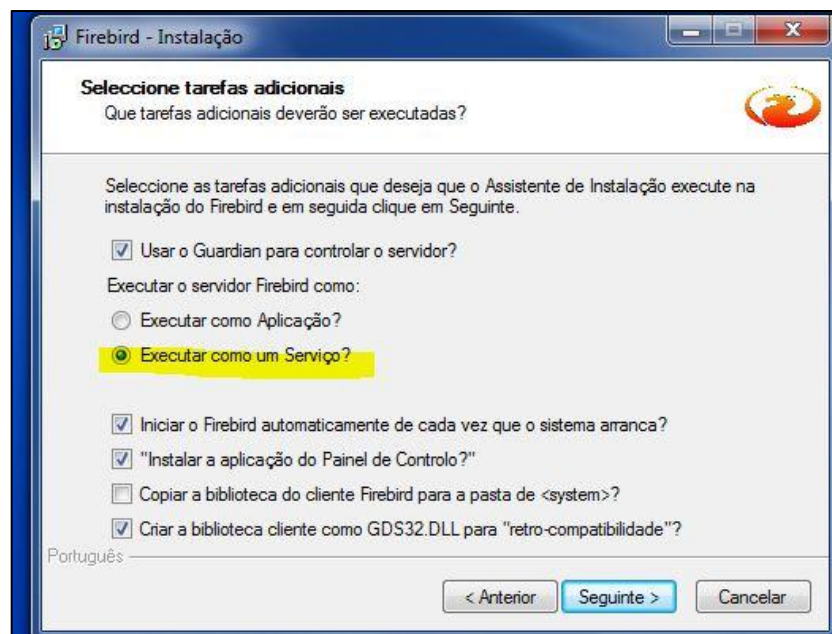 Firebird - Instalação
Seleccione tarefas adicionais
Que tarefas adicionais deverão ser executadas?
Seleccione as tarefas adicionais que deseja que o Assistente de Instalação execute na
instalação do Firebird e em seguida clique em Seguinte.
Usar o Guardian para controlar o servidor?
Executar o servidor Firebird como:
Executar como Aplicação?
Executar como um Serviço?
Iniciar o Firebird automaticamente de cada vez que o sistema arranca?
"Instalar a aplicação do Painel de Controlo?"
Copiar a biblioteca do cliente Firebird para a pasta de <system>?
Criar a biblioteca cliente como GDS32.DLL para "retro-compatibilidade"?
Português
< Anterior Seguinte > Cancelar